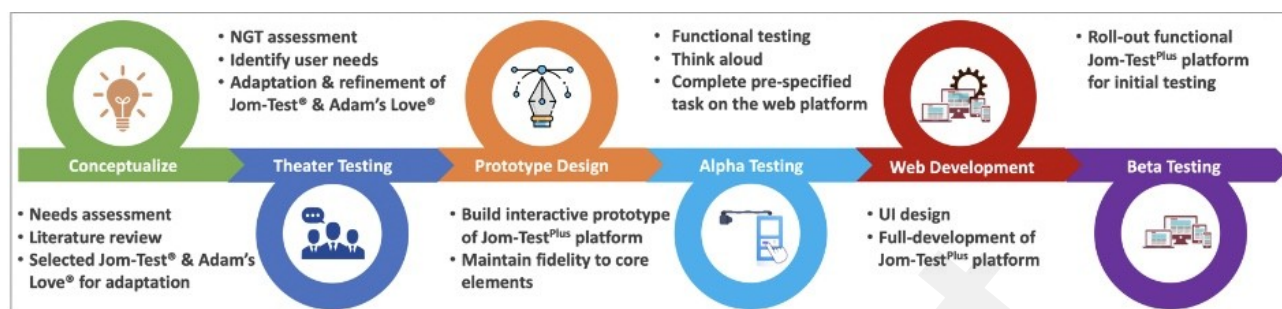 • NGT assessment
• Identify user needs
• Adaptation & refinement of
Jom-Test® & Adam's Love®
• Functional testing
• Think aloud
• Complete pre-specified
task on the web platform
• Roll-out functional
Jom-TestPlus platform
for initial testing
Conceptualize
Theater Testing
Prototype Design
Alpha Testing
Web Development
Beta Testing
• Needs assessment
• Literature review
• Selected Jom-Test® & Adam's
Love® for adaptation
• Build interactive prototype
of Jom-TestPlus platform
• Maintain fidelity to core
elements
• UI design
• Full-development of
Jom-TestPlus platform